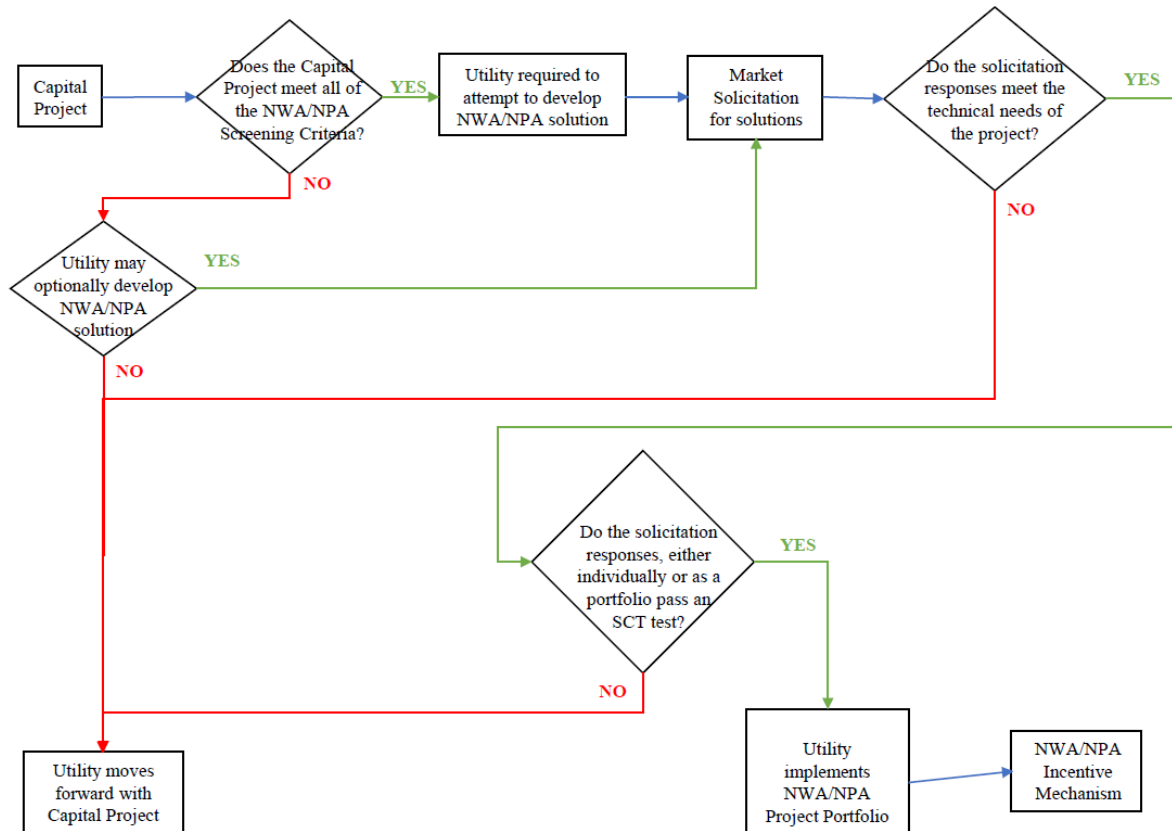 Capital
Project
Does the Capital
Project meet all of
the NWA/NPA
Screening Criteria?
YES
Utility required to
attempt to develop
NWA/NPA solution
Market
Solicitation
for solutions
Do the solicitation
responses meet the
technical needs of
the project?
YES
NO
NO
Utility may
optionally develop
NWA/NPA
solution
YES
NO
Do the solicitation
responses, either
individually or as a
portfolio pass an
SCT test?
YES
NO
Utility moves
forward with
Capital Project
Utility
implements
NWA/NPA
Project Portfolio
NWA/NPA
Incentive
Mechanism